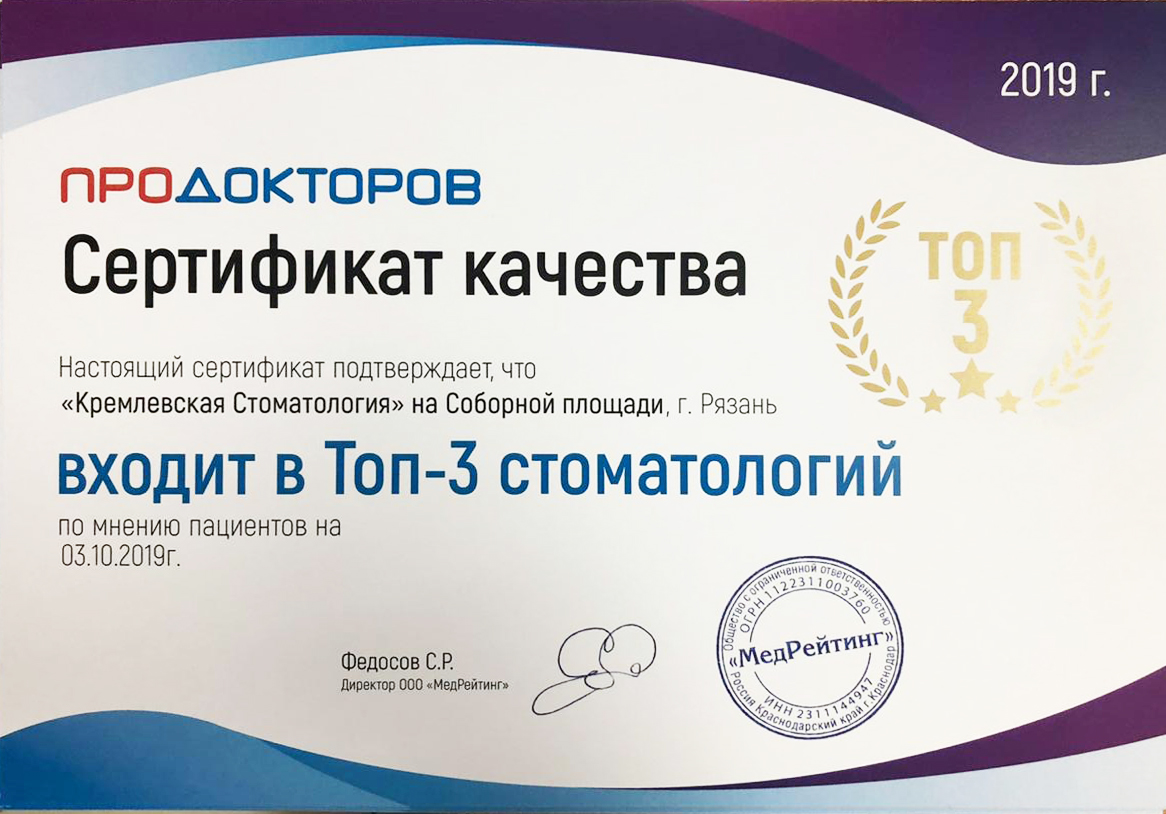 2019 г.
ПРОДОКТОРОВ
Сертификат качества
ТОП
3
Настоящий сертификат подтверждает, что
«Кремлевская Стоматология» на Соборной площади, г. Рязань
входит в Топ-3 стоматологий
по мнению пациентов на
03.10.2019г.
Федосов С.Р.
Директор ООО «МедРейтинг»
Общество с ограниченной ответственностью
ОГРН 1122311003760
«МедРейтинг»
ИНН 2311144947
Россия Краснодарский край г.Краснодар